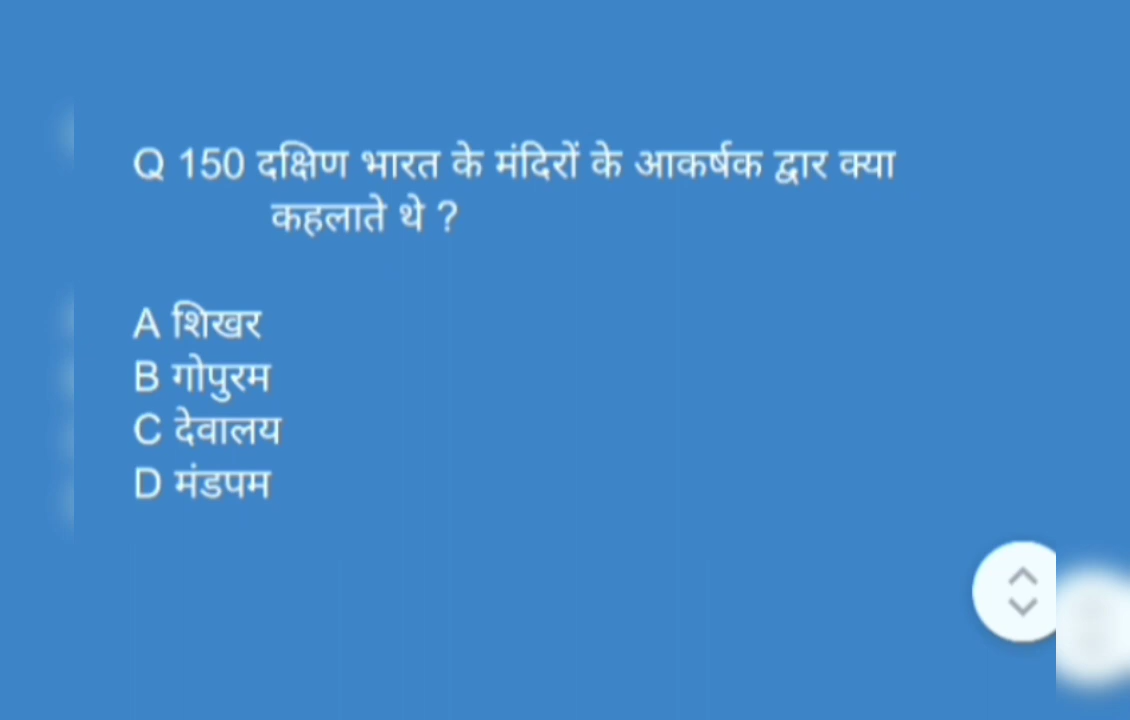 Q 150 दक्षिण भारत के मंदिरों के आकर्षक द्वार क्या
कहलाते थे ?
A शिखर
B गोपुरम
C देवालय
D मंडपम